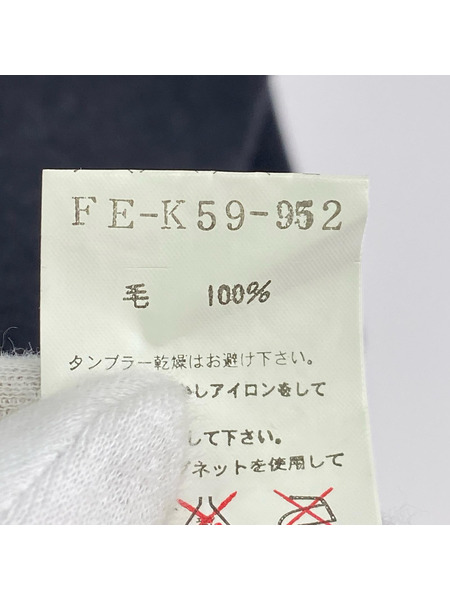 FE-K59-952
毛 100%
タンブラー乾燥はお避け下さい。
しアイロンをして
して下さい。
グネットを使用して